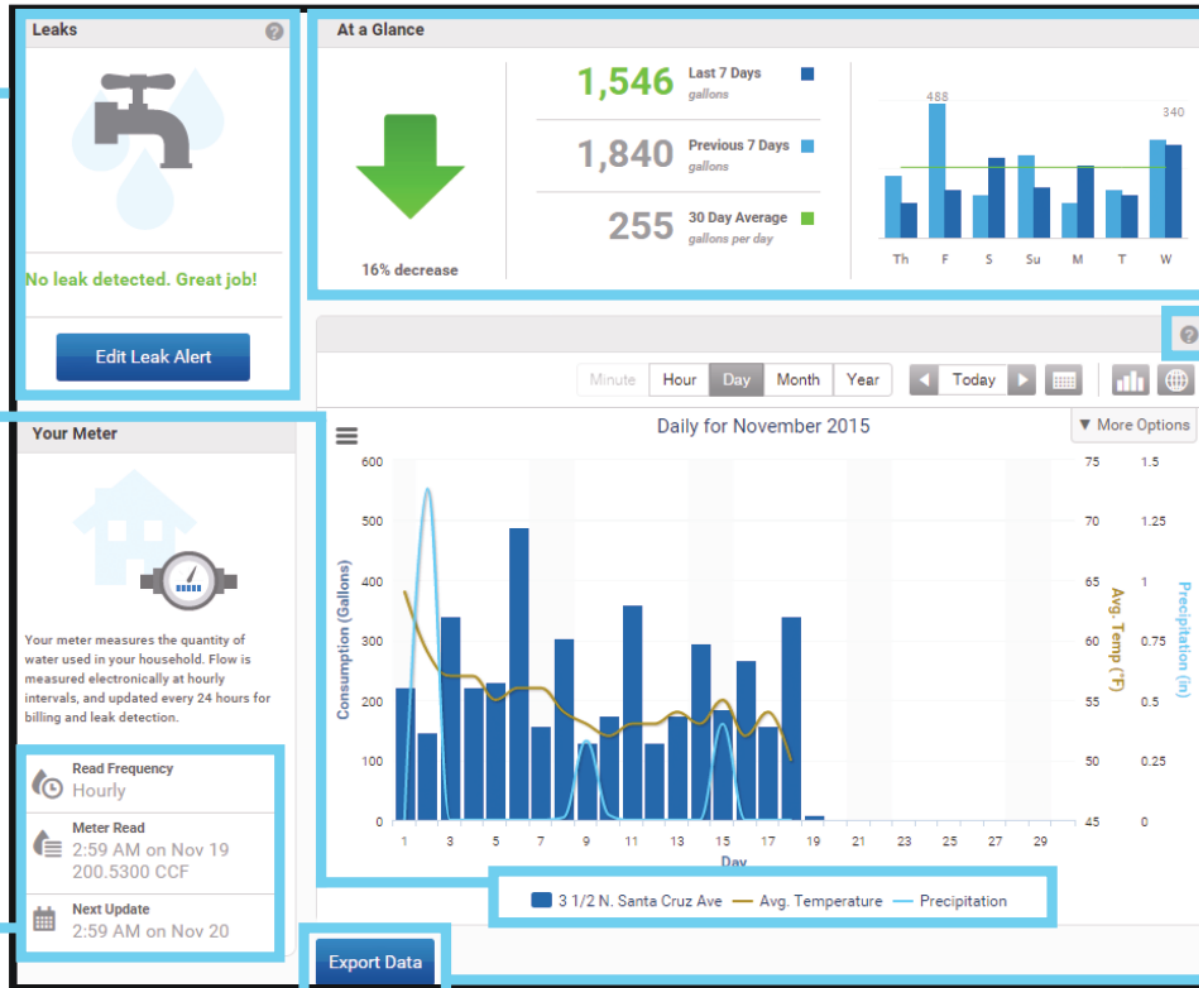 Leaks
No leak detected. Great job!
Edit Leak Alert
At a Glance
16% decrease
1,546 Last 7 Days
gallons
1,840 Previous 7 Days
gallons
255 30 Day Average
gallons per day
488
340
Th F S Su M T W
Minute Hour Day Month Year Today
Daily for November 2015
▼ More Options
Your Meter
Your meter measures the quantity of
water used in your household. Flow is
measured electronically at hourly
intervals, and updated every 24 hours for
billing and leak detection.
Read Frequency
Hourly
Meter Read
2:59 AM on Nov 19
200.5300 CCF
Next Update
2:59 AM on Nov 20
Consumption (Gallons)
600
500
400
300
200
100
0
75 1.5
70 1.25
65 1
60 0.75
55 0.5
50 0.25
45 0
Avg. Temp (°F)
Precipitation (in)
1 3 5 7 9 11 13 15 17 19 21 23 25 27 29
Day
3 1/2 N. Santa Cruz Ave Avg. Temperature Precipitation
Export Data